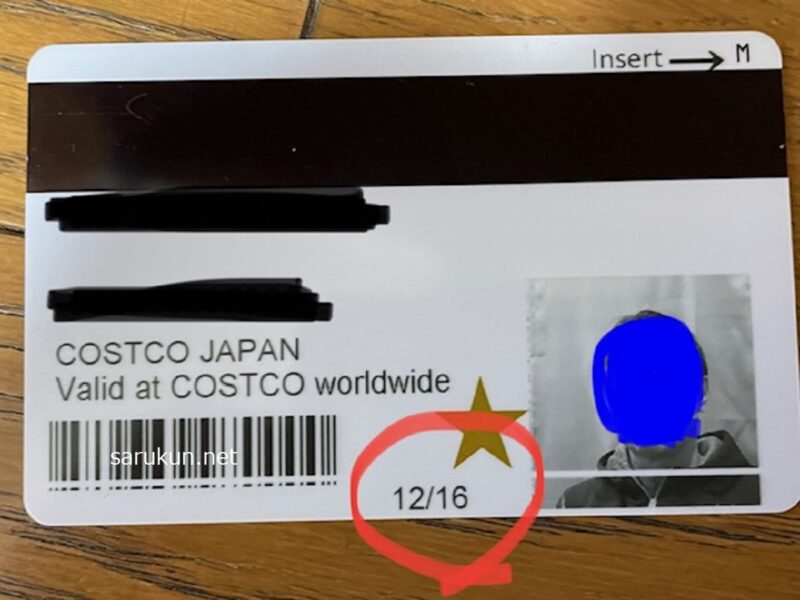 Insert → M
COSTCO JAPAN
Valid at COSTCO worldwide
sarukun.net
12/16